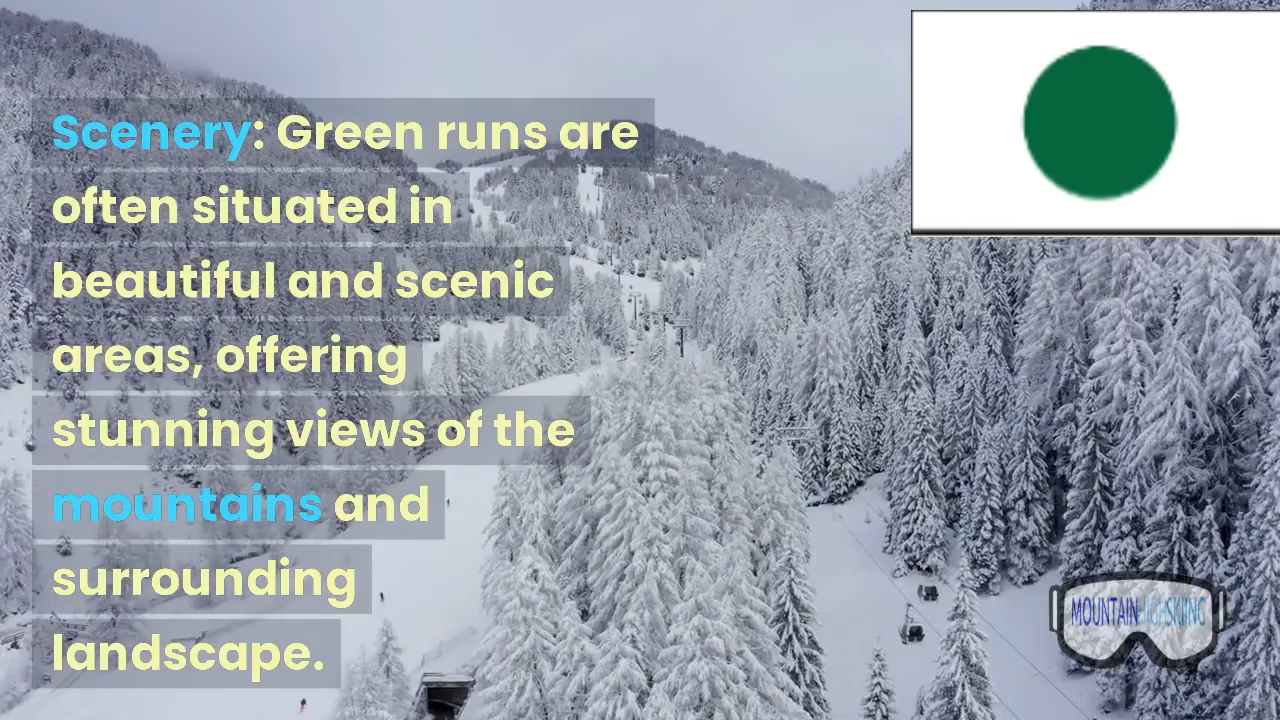 Scenery: Green runs are
often situated in
beautiful and scenic
areas, offering
stunning views of the
mountains and
surrounding
landscape.
MOUNTAINHIGHSKIING